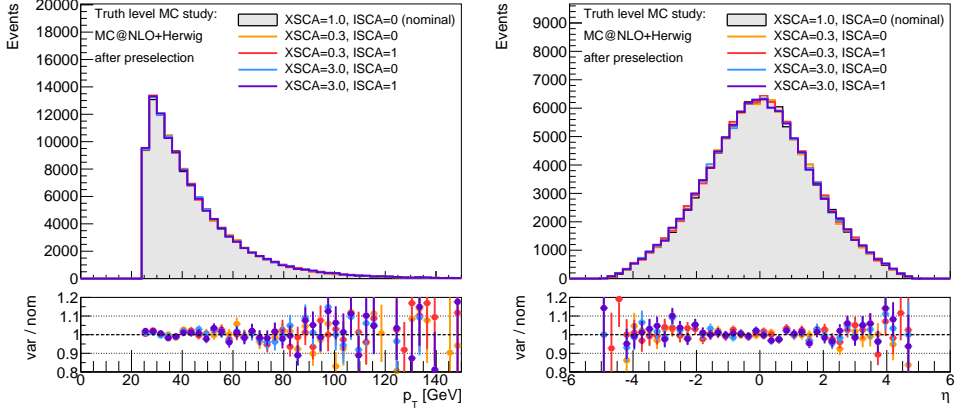 Events
20000
18000
16000
14000
12000
10000
8000
6000
4000
2000
0
Truth level MC study:
MC@NLO+Herwig
after preselection
XSCA=1.0, ISCA=0 (nominal)
XSCA=0.3, ISCA=0
XSCA=0.3, ISCA=1
XSCA=3.0, ISCA=0
XSCA=3.0, ISCA=1
var / nom
1.2
1.1
1
0.9
0.8
0 20 40 60 80 100 120 140
p_T [GeV]
Events
9000
8000
7000
6000
5000
4000
3000
2000
1000
0
Truth level MC study:
MC@NLO+Herwig
after preselection
XSCA=1.0, ISCA=0 (nominal)
XSCA=0.3, ISCA=0
XSCA=0.3, ISCA=1
XSCA=3.0, ISCA=0
XSCA=3.0, ISCA=1
var / nom
1.2
1.1
1
0.9
0.8
-6 -4 -2 0 2 4 6
η